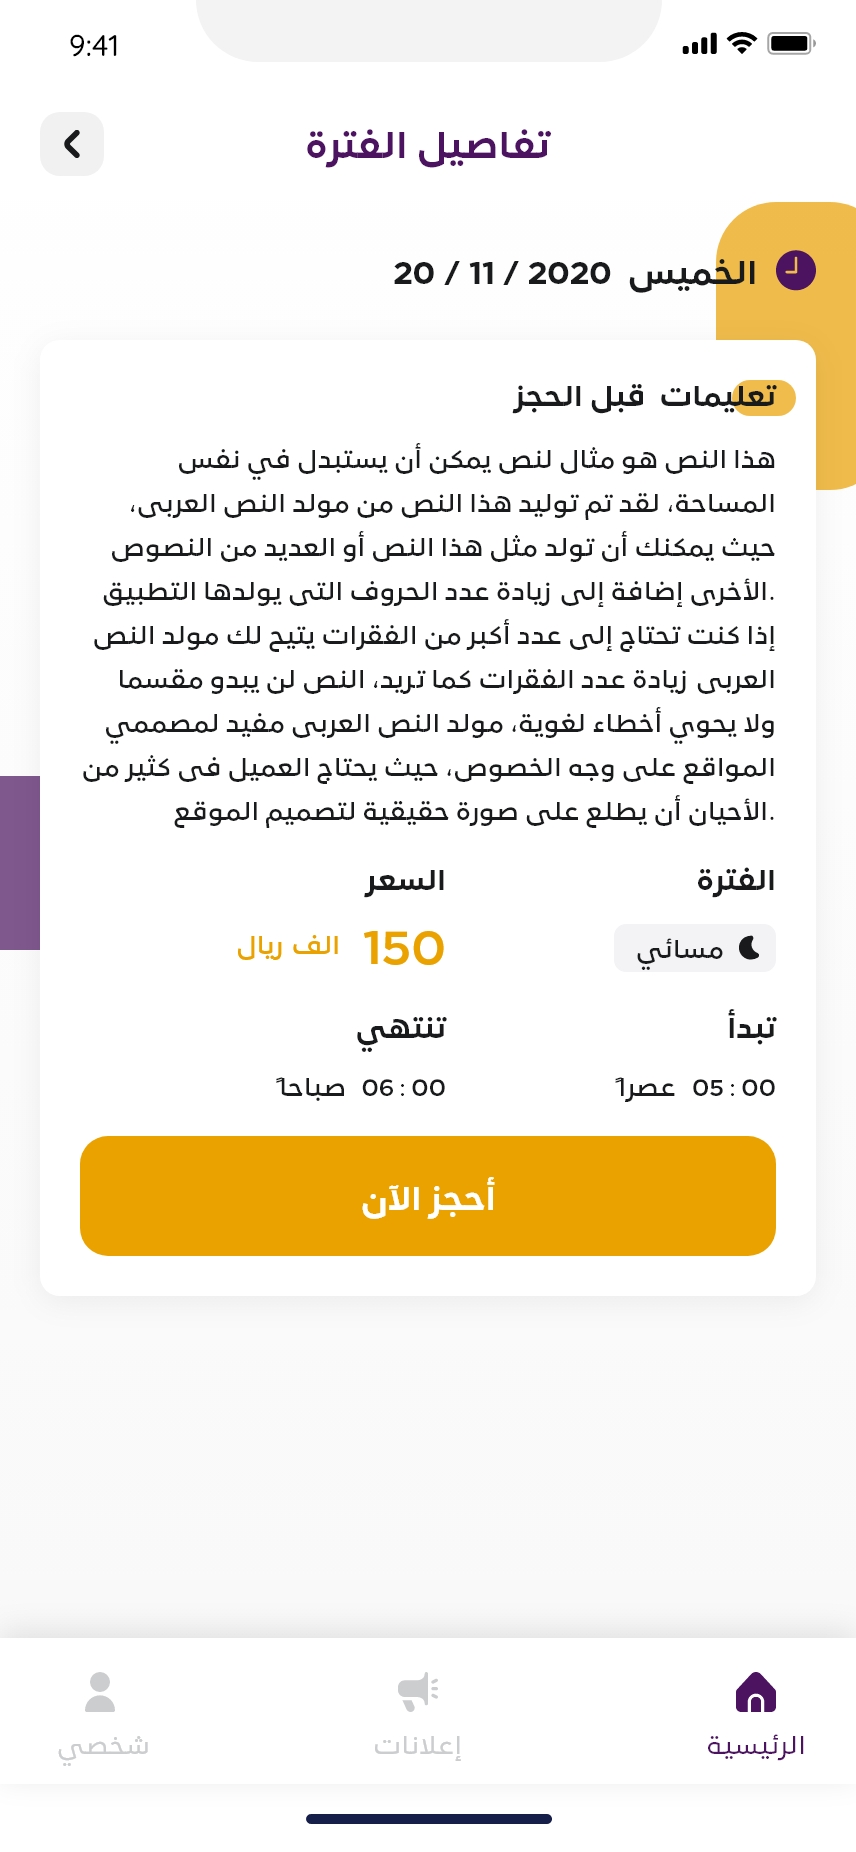 9:41
تفاصيل الفترة
الخميس 20 / 11 / 2020
تعليمات قبل الحجز
هذا النص هو مثال لنص يمكن أن يستبدل في نفس
المساحة، لقد تم توليد هذا النص من مولد النص العربى،
حيث يمكنك أن تولد مثل هذا النص أو العديد من النصوص
.الأخرى إضافة إلى زيادة عدد الحروف التى يولدها التطبيق
إذا كنت تحتاج إلى عدد أكبر من الفقرات يتيح لك مولد النص
العربى زيادة عدد الفقرات كما تريد، النص لن يبدو مقسما
ولا يحوي أخطاء لغوية، مولد النص العربى مفيد لمصممي
المواقع على وجه الخصوص، حيث يحتاج العميل فى كثير من
.الأحيان أن يطلع على صورة حقيقية لتصميم الموقع
الفترة
السعر
مسائي
150 الف ريال
تبدأ
تنتهي
05 : 00 عصراً
06 : 00 صباحاً
أحجز الآن
الرئيسية
إعلانات
شخصي